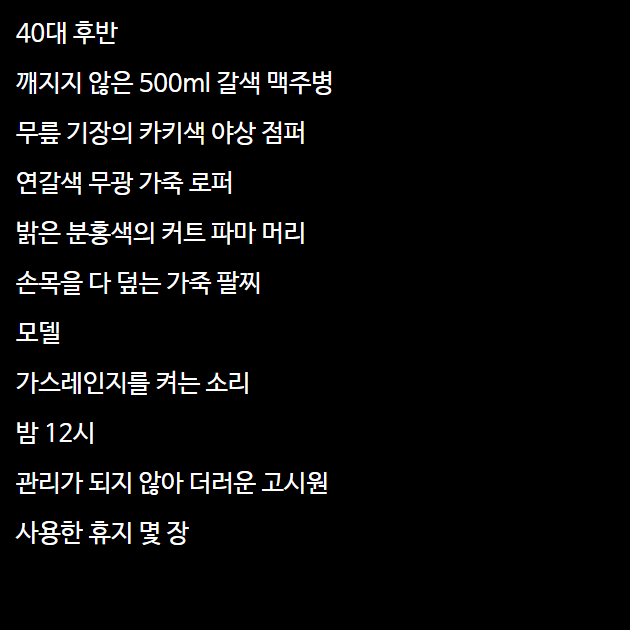 40대 후반
깨지지 않은 500ml 갈색 맥주병
무릎 기장의 카키색 야상 점퍼
연갈색 무광 가죽 로퍼
밝은 분홍색의 커트 파마 머리
손목을 다 덮는 가죽 팔찌
모델
가스레인지를 켜는 소리
밤 12시
관리가 되지 않아 더러운 고시원
사용한 휴지 몇 장